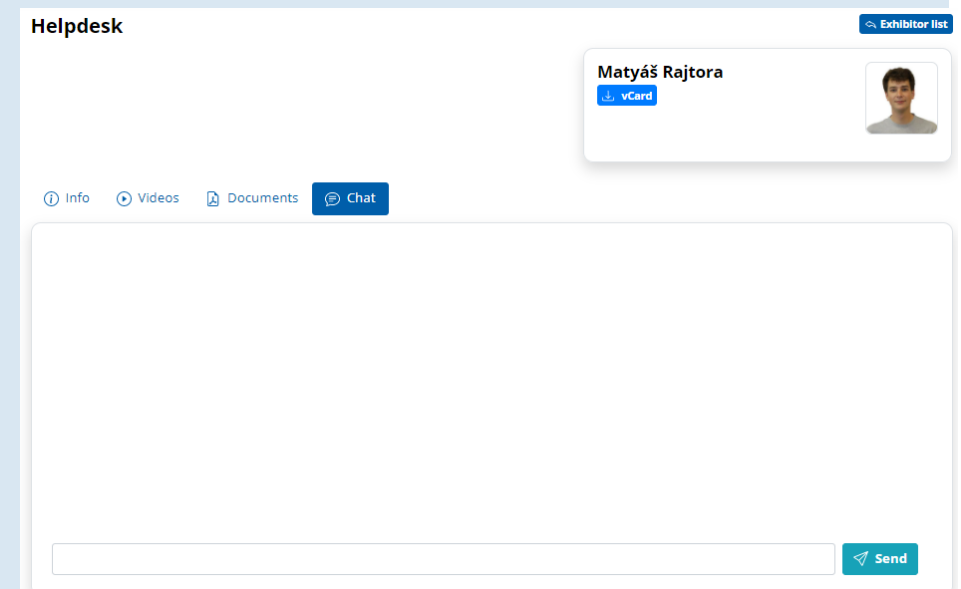 Helpdesk
Exhibitor list
Matyáš Rajtora
vCard
Info Videos Documents Chat
Send